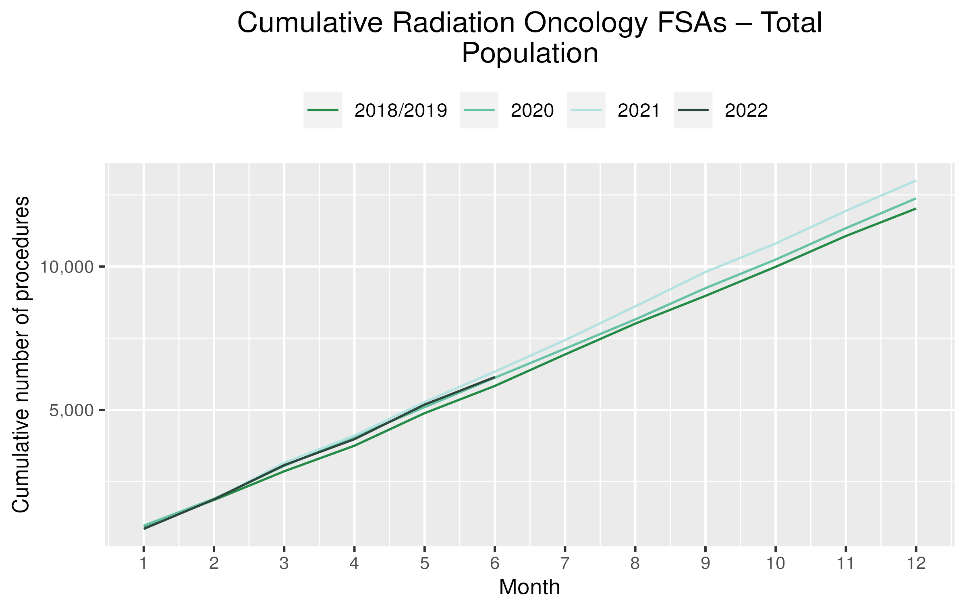 Cumulative Radiation Oncology FSAs – Total
Population
2018/2019 2020 2021 2022
Cumulative number of procedures
10,000
5,000
1 2 3 4 5 6 7 8 9 10 11 12
Month